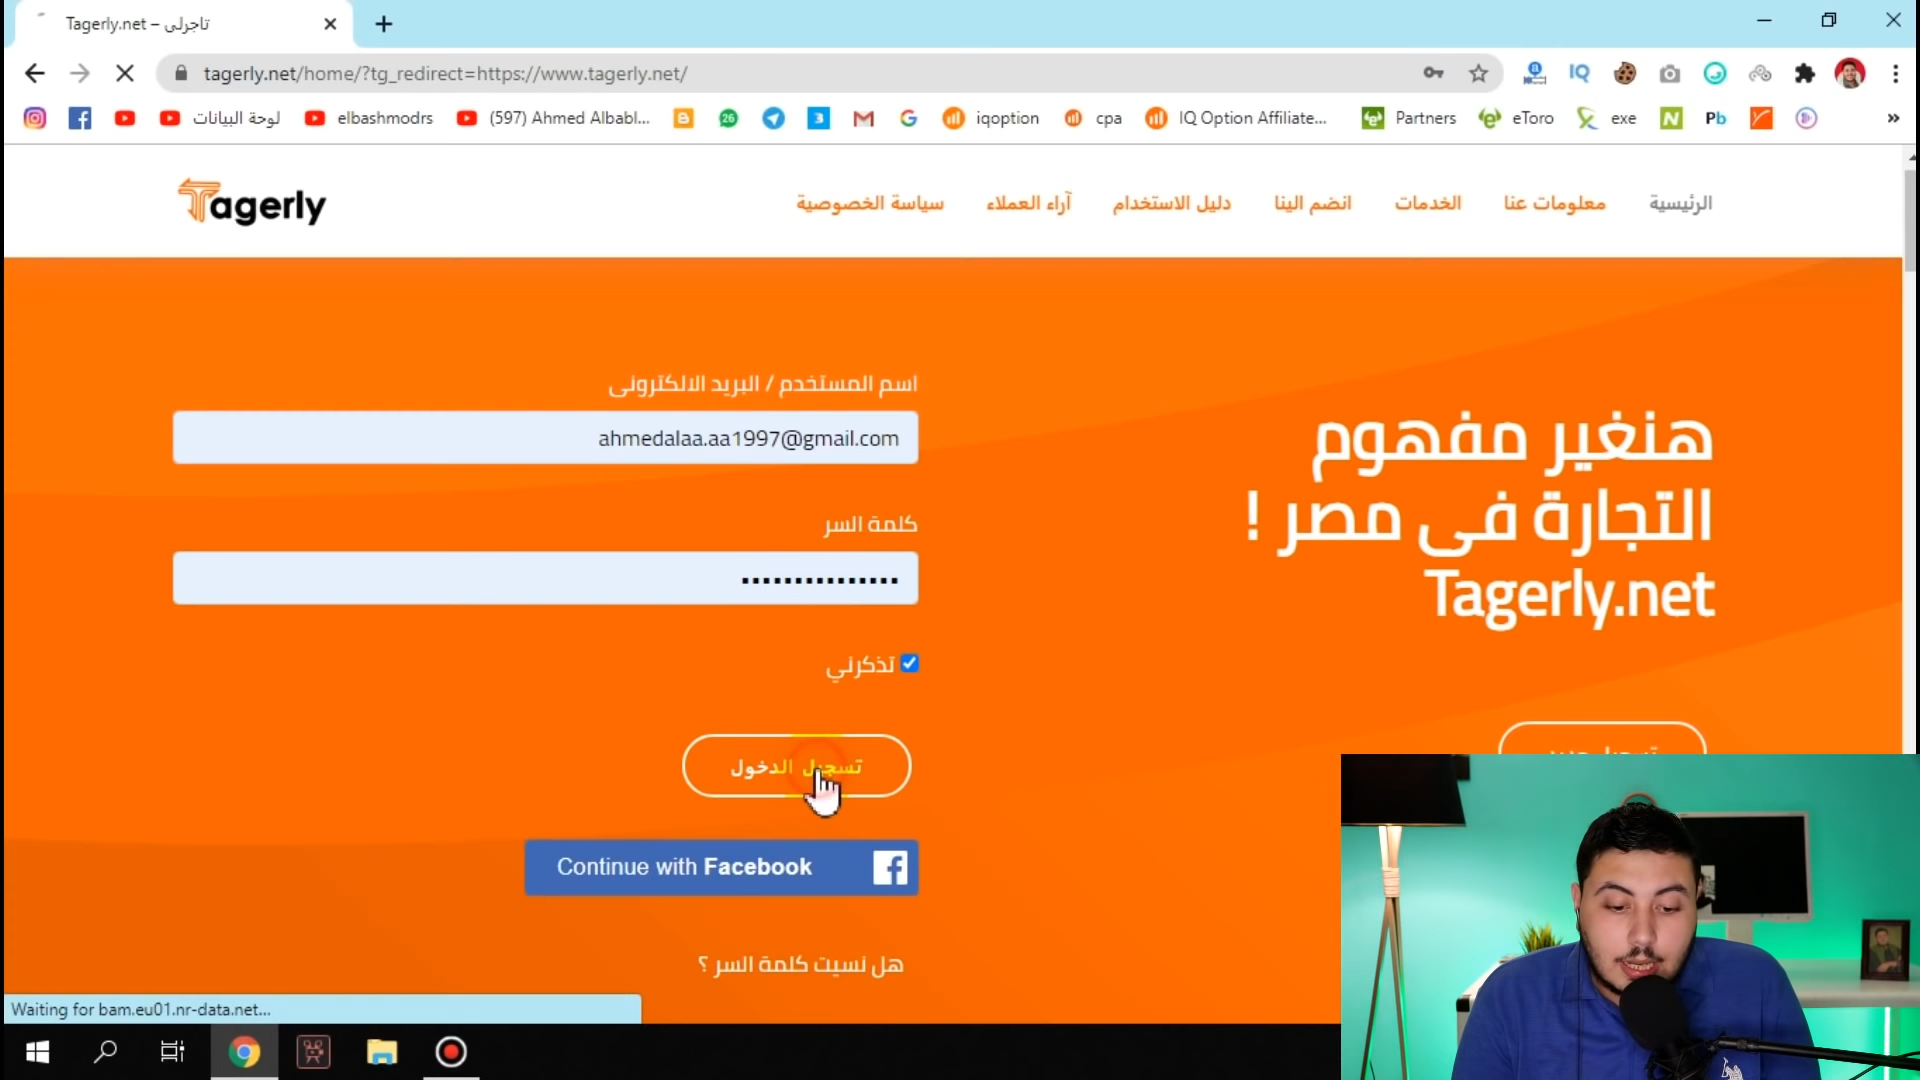 Tagerly.net – تاجرلى
tagerly.net/home/?tg_redirect=https://www.tagerly.net/
لوحة البيانات
elbashmodrs
(597) Ahmed Albabl...
26
iqoption
cpa
IQ Option Affiliate...
Partners
eToro
exe
Pb
IQ
Tagerly
الرئيسية
معلومات عنا
الخدمات
انضم الينا
دليل الاستخدام
آراء العملاء
سياسة الخصوصية
هنغير مفهوم
التجارة فى مصر !
Tagerly.net
اسم المستخدم / البريد الالكترونى
ahmedalaa.aa1997@gmail.com
كلمة السر
تذكرني
تسجيل الدخول
Continue with Facebook
هل نسيت كلمة السر ؟
Waiting for bam.eu01.nr-data.net...